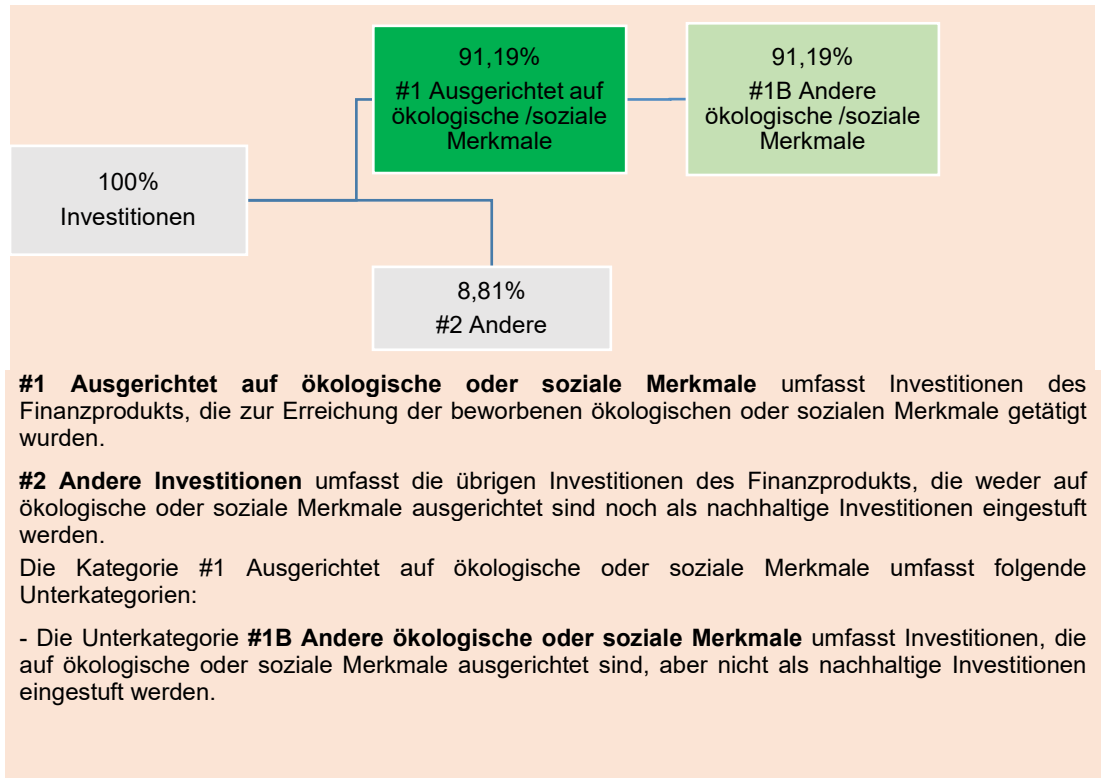 91,19%
#1 Ausgerichtet auf
ökologische /soziale
Merkmale
91,19%
#1B Andere
ökologische /soziale
Merkmale
100%
Investitionen
8,81%
#2 Andere
#1 Ausgerichtet auf ökologische oder soziale Merkmale umfasst Investitionen des
Finanzprodukts, die zur Erreichung der beworbenen ökologischen oder sozialen Merkmale getätigt
wurden.
#2 Andere Investitionen umfasst die übrigen Investitionen des Finanzprodukts, die weder auf
ökologische oder soziale Merkmale ausgerichtet sind noch als nachhaltige Investitionen eingestuft
werden.
Die Kategorie #1 Ausgerichtet auf ökologische oder soziale Merkmale umfasst folgende
Unterkategorien:
- Die Unterkategorie #1B Andere ökologische oder soziale Merkmale umfasst Investitionen, die
auf ökologische oder soziale Merkmale ausgerichtet sind, aber nicht als nachhaltige Investitionen
eingestuft werden.